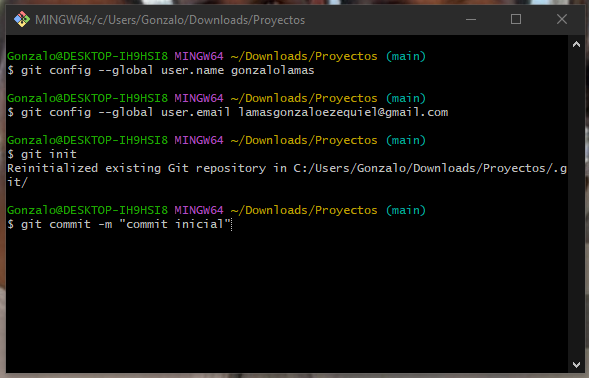 MINGW64:/c/Users/Gonzalo/Downloads/Proyectos
Gonzalo@DESKTOP-IH9HSI8 MINGW64 ~/Downloads/Proyectos (main)
$ git config --global user.name gonzalolamas
Gonzalo@DESKTOP-IH9HSI8 MINGW64 ~/Downloads/Proyectos (main)
$ git config --global user.email lamasgonzaloezequiel@gmail.com
Gonzalo@DESKTOP-IH9HSI8 MINGW64 ~/Downloads/Proyectos (main)
$ git init
Reinitialized existing Git repository in C:/Users/Gonzalo/Downloads/Proyectos/.g
it/
Gonzalo@DESKTOP-IH9HSI8 MINGW64 ~/Downloads/Proyectos (main)
$ git commit -m "commit inicial"